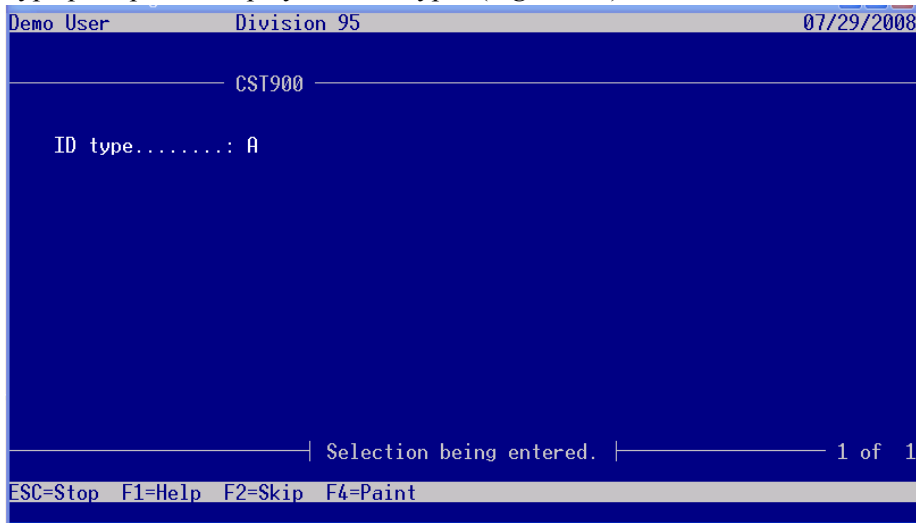 Demo User Division 95 07/29/2008
CST900
ID type........: A
Selection being entered. 1 of 1
ESC=Stop F1=Help F2=Skip F4=Paint